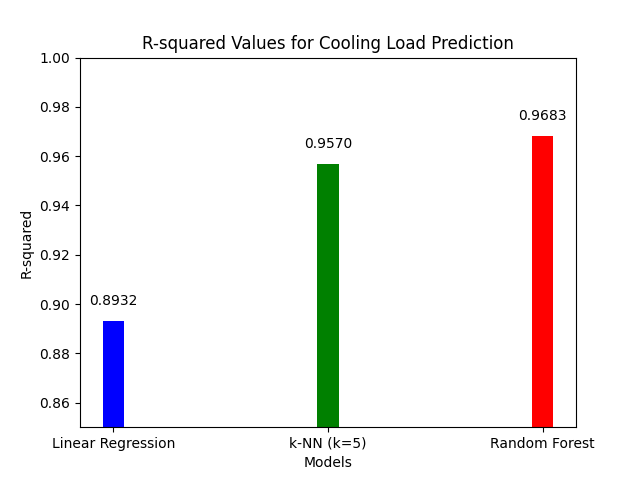 R-squared Values for Cooling Load Prediction
1.00
0.98
0.96
0.94
0.92
0.90
0.88
0.86
R-squared
0.8932
0.9570
0.9683
Linear Regression
k-NN (k=5)
Random Forest
Models